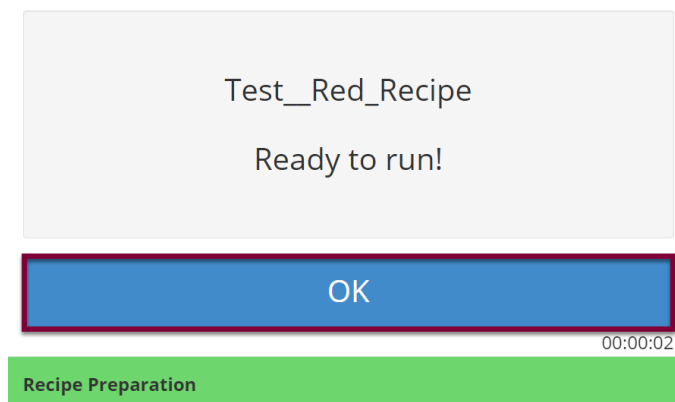 Test__Red_Recipe
Ready to run!
OK
00:00:02
Recipe Preparation